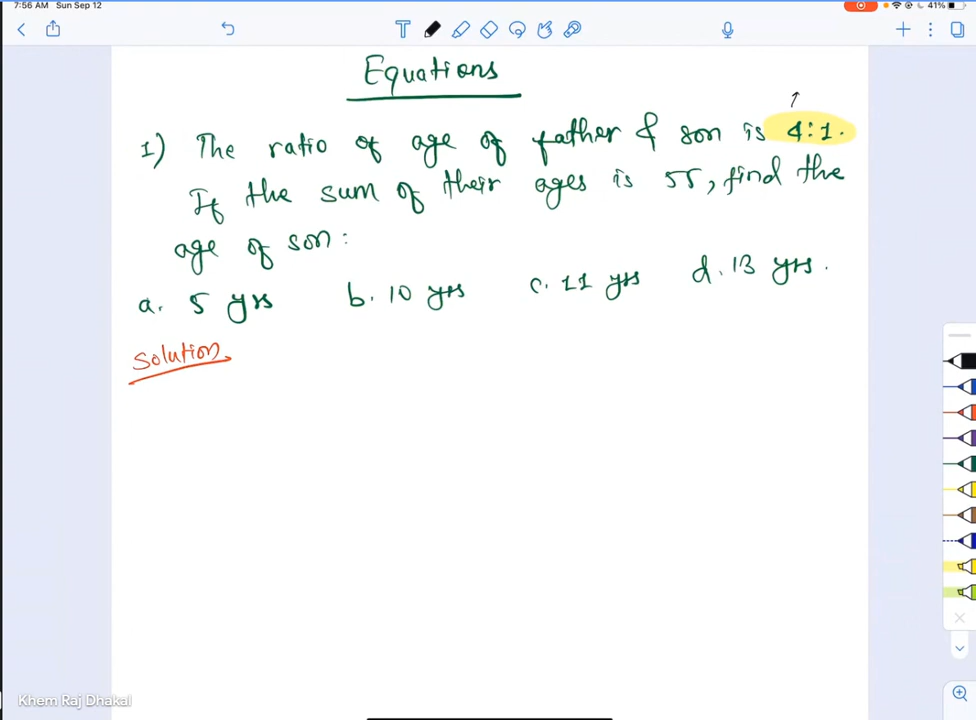 7:56 AM Sun Sep 12
41%
Equations
1) The ratio of age of father & son is 4:1.
If the sum of their ages is 55, find the
age of son:
a. 5 yrs b. 10 yrs c. 11 yrs d. 13 yrs.
Solution
Khem Raj Dhakal